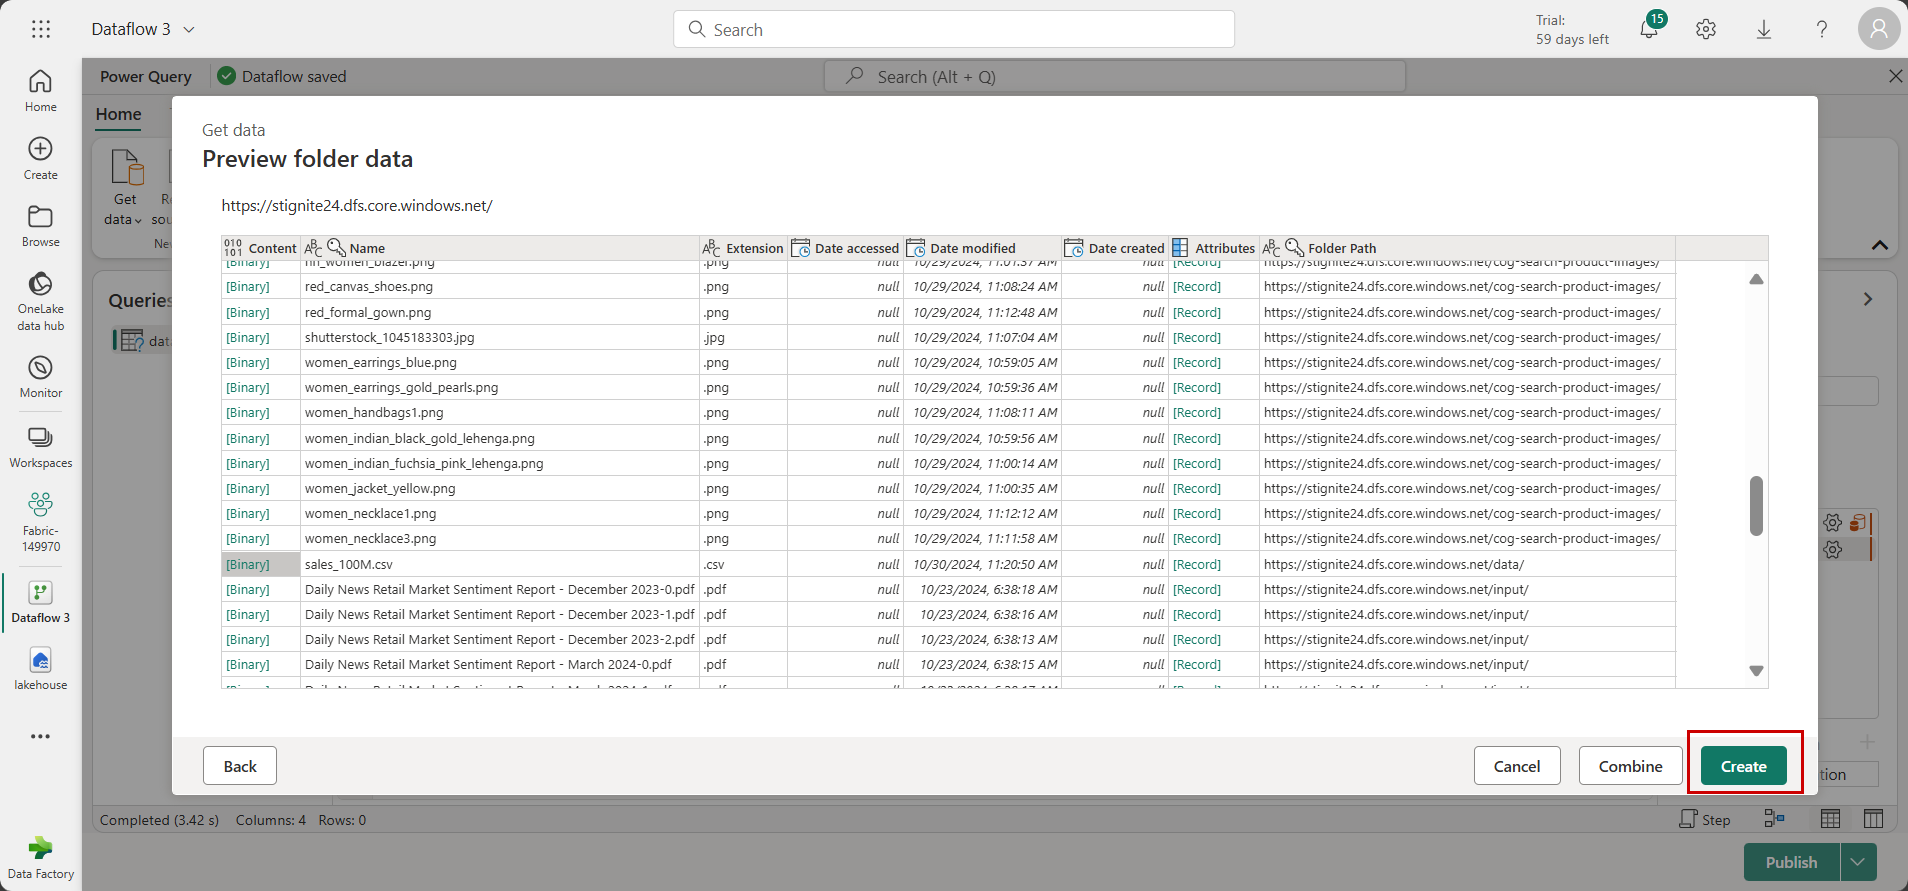 Dataflow 3
Search
Trial:
59 days left
15
Power Query
Dataflow saved
Search (Alt + Q)
Home
Home
Create
Browse
OneLake
data hub
Monitor
Workspaces
Fabric-
149970
Dataflow 3
lakehouse
Data Factory
Get
data
Queries
Get data
Preview folder data
https://stignite24.dfs.core.windows.net/
Content Name Extension Date accessed Date modified Date created Attributes Folder Path
[Binary] .png null 10/29/2024, 11:01:37 AM null [Record] https://stignite24.dfs.core.windows.net/cog-search-product-images/
[Binary] red_canvas_shoes.png .png null 10/29/2024, 11:08:24 AM null [Record] https://stignite24.dfs.core.windows.net/cog-search-product-images/
[Binary] red_formal_gown.png .png null 10/29/2024, 11:12:48 AM null [Record] https://stignite24.dfs.core.windows.net/cog-search-product-images/
[Binary] shutterstock_1045183303.jpg .jpg null 10/29/2024, 11:07:04 AM null [Record] https://stignite24.dfs.core.windows.net/cog-search-product-images/
[Binary] women_earrings_blue.png .png null 10/29/2024, 10:59:05 AM null [Record] https://stignite24.dfs.core.windows.net/cog-search-product-images/
[Binary] women_earrings_gold_pearls.png .png null 10/29/2024, 10:59:36 AM null [Record] https://stignite24.dfs.core.windows.net/cog-search-product-images/
[Binary] women_handbags1.png .png null 10/29/2024, 11:08:11 AM null [Record] https://stignite24.dfs.core.windows.net/cog-search-product-images/
[Binary] women_indian_black_gold_lehenga.png .png null 10/29/2024, 10:59:56 AM null [Record] https://stignite24.dfs.core.windows.net/cog-search-product-images/
[Binary] women_indian_fuchsia_pink_lehenga.png .png null 10/29/2024, 11:00:14 AM null [Record] https://stignite24.dfs.core.windows.net/cog-search-product-images/
[Binary] women_jacket_yellow.png .png null 10/29/2024, 11:00:35 AM null [Record] https://stignite24.dfs.core.windows.net/cog-search-product-images/
[Binary] women_necklace1.png .png null 10/29/2024, 11:12:12 AM null [Record] https://stignite24.dfs.core.windows.net/cog-search-product-images/
[Binary] women_necklace3.png .png null 10/29/2024, 11:11:58 AM null [Record] https://stignite24.dfs.core.windows.net/cog-search-product-images/
[Binary] sales_100M.csv .csv null 10/30/2024, 11:20:50 AM null [Record] https://stignite24.dfs.core.windows.net/data/
[Binary] Daily News Retail Market Sentiment Report - December 2023-0.pdf .pdf null 10/23/2024, 6:38:18 AM null [Record] https://stignite24.dfs.core.windows.net/input/
[Binary] Daily News Retail Market Sentiment Report - December 2023-1.pdf .pdf null 10/23/2024, 6:38:16 AM null [Record] https://stignite24.dfs.core.windows.net/input/
[Binary] Daily News Retail Market Sentiment Report - December 2023-2.pdf .pdf null 10/23/2024, 6:38:13 AM null [Record] https://stignite24.dfs.core.windows.net/input/
[Binary] Daily News Retail Market Sentiment Report - March 2024-0.pdf .pdf null 10/23/2024, 6:38:15 AM null [Record] https://stignite24.dfs.core.windows.net/input/
Back
Cancel
Combine
Create
Completed (3.42 s) Columns: 4 Rows: 0
Step
Publish